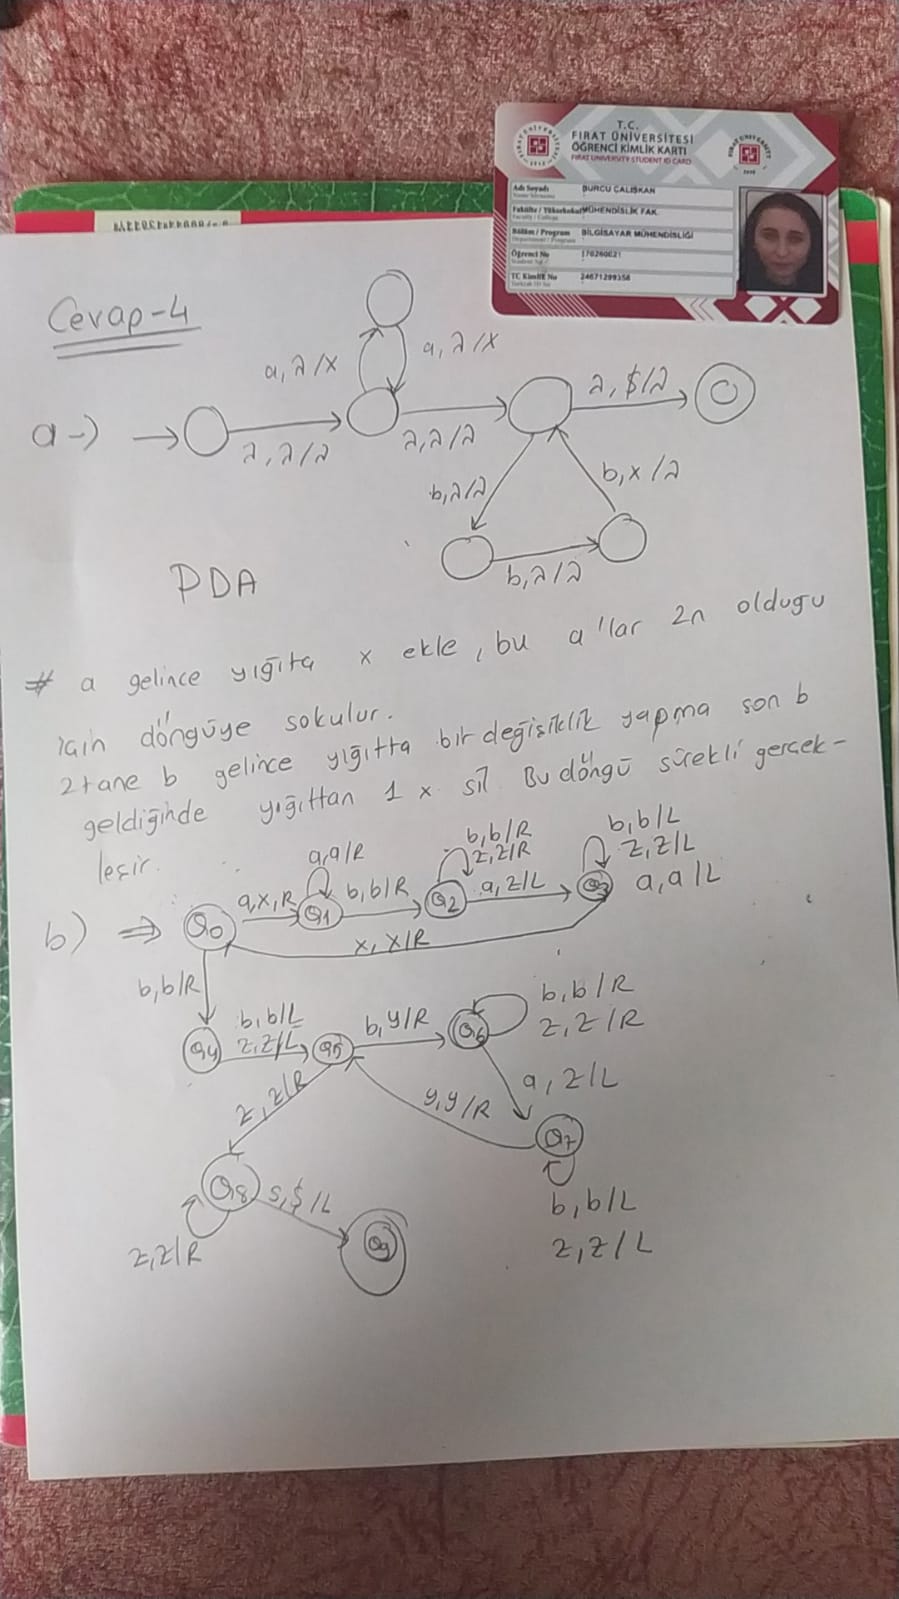 T.C.
FIRAT ÜNİVERSİTESİ
ÖĞRENCİ KİMLİK KARTI
FIRAT UNIVERSITY STUDENT ID CARD
Adı Soyadı BURCU ÇALIŞKAN
Fakülte / Yüksekokul MÜHENDİSLİK FAK.
Bölüm / Program BİLGİSAYAR MÜHENDİSLİĞİ
Öğrenci No 170260021
TC Kimlik No 24671299356
Cevap-4
a, λ/x
a, λ/x
λ, $/λ
a-)
λ, λ/λ
λ, λ/λ
b, λ/λ
b, x/λ
b, λ/λ
PDA
# a gelince yığıta x ekle, bu a'lar 2n olduğu
için döngüye sokulur.
2 tane b gelince yığıtta bir değişiklik yapma son b
geldiğinde yığıttan 1 x sil Bu döngü sürekli gerçek-
leşir.
b, b/R
z, z/R
b, b/L
z, z/L
a, a/L
a, a/R
b) ⇒ Q0 a, x, R Q1 b, b/R Q2 a, z/L Q3
x, x/R
b, b/R
b, b/L
z, z/L
Q4 Q5 b, y/R Q6
b, b/R
z, z/R
a, z/L
y, y/R
z, z/R
Q7
b, b/L
z, z/L
Q8 s, $/L
z, z/R
Q9